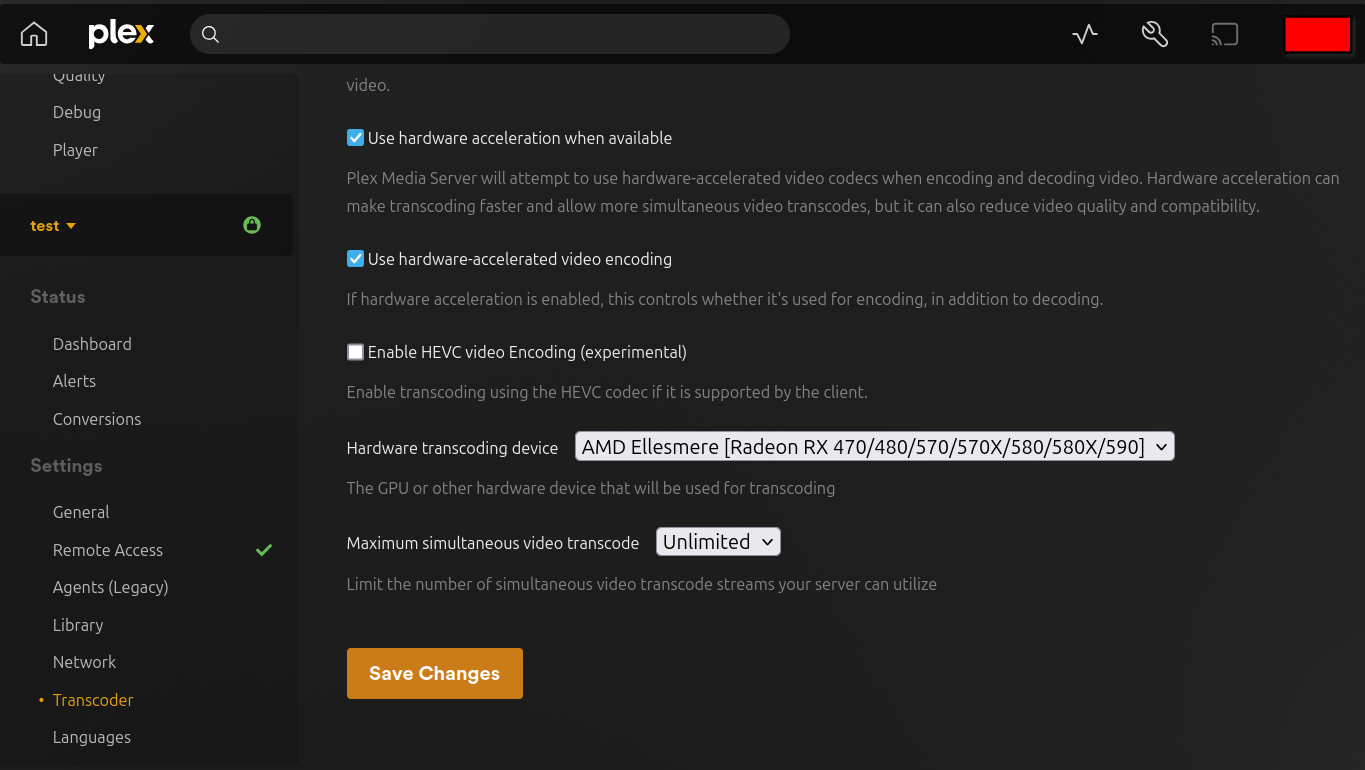 plex
Quality
Debug
Player
test
Status
Dashboard
Alerts
Conversions
Settings
General
Remote Access
Agents (Legacy)
Library
Network
Transcoder
Languages
video.
Use hardware acceleration when available
Plex Media Server will attempt to use hardware-accelerated video codecs when encoding and decoding video. Hardware acceleration can
make transcoding faster and allow more simultaneous video transcodes, but it can also reduce video quality and compatibility.
Use hardware-accelerated video encoding
If hardware acceleration is enabled, this controls whether it's used for encoding, in addition to decoding.
Enable HEVC video Encoding (experimental)
Enable transcoding using the HEVC codec if it is supported by the client.
Hardware transcoding device AMD Ellesmere [Radeon RX 470/480/570/570X/580/580X/590]
The GPU or other hardware device that will be used for transcoding
Maximum simultaneous video transcode Unlimited
Limit the number of simultaneous video transcode streams your server can utilize
Save Changes